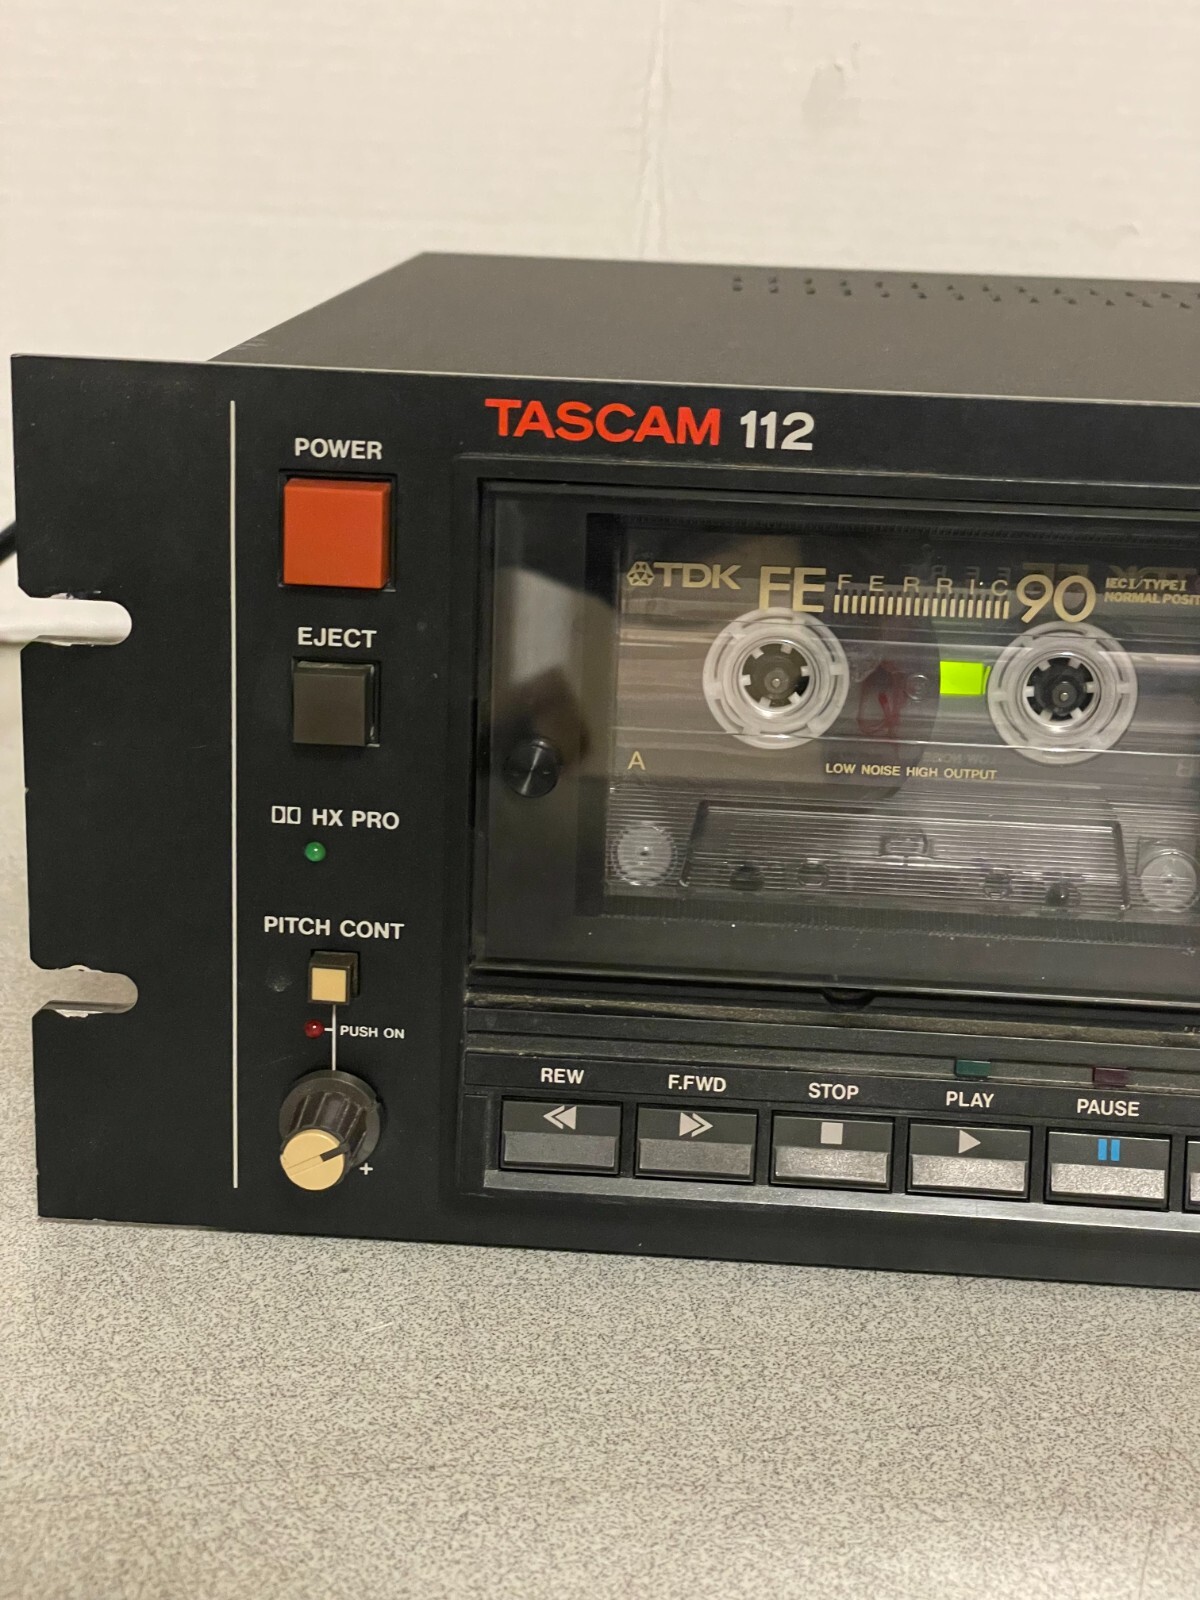 TASCAM 112
POWER
EJECT
HX PRO
PITCH CONT
PUSH ON
+
TDK FE FERRIC 90 IEC I/TYPE I
NORMAL
A
LOW NOISE HIGH OUTPUT
REW
F.FWD
STOP
PLAY
PAUSE